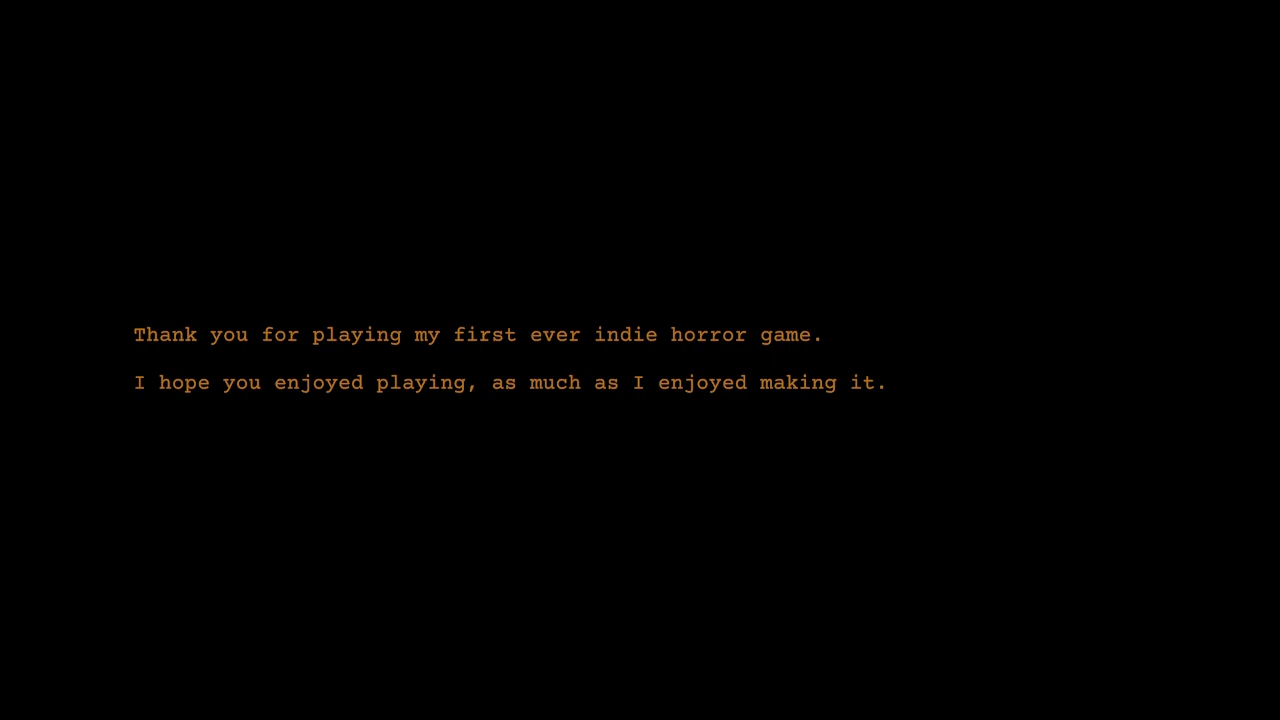 Thank you for playing my first ever indie horror game.
I hope you enjoyed playing, as much as I enjoyed making it.